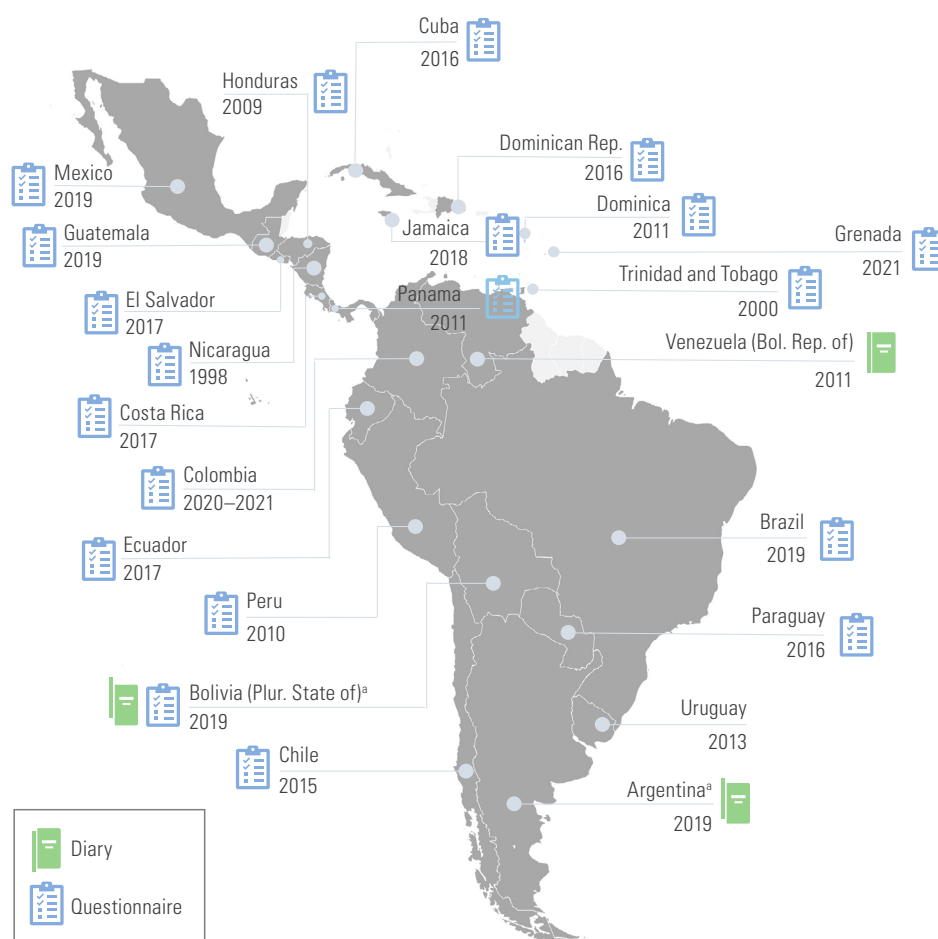 Cuba
2016
Honduras
2009
Dominican Rep.
2016
Mexico
2019
Dominica
2011
Guatemala
2019
Jamaica
2018
Grenada
2021
Trinidad and Tobago
2000
El Salvador
2017
Panama
2011
Nicaragua
1998
Venezuela (Bol. Rep. of)
2011
Costa Rica
2017
Colombia
2020–2021
Brazil
2019
Ecuador
2017
Peru
2010
Paraguay
2016
Bolivia (Plur. State of)ª
2019
Uruguay
2013
Chile
2015
Argentinaª
2019
Diary
Questionnaire